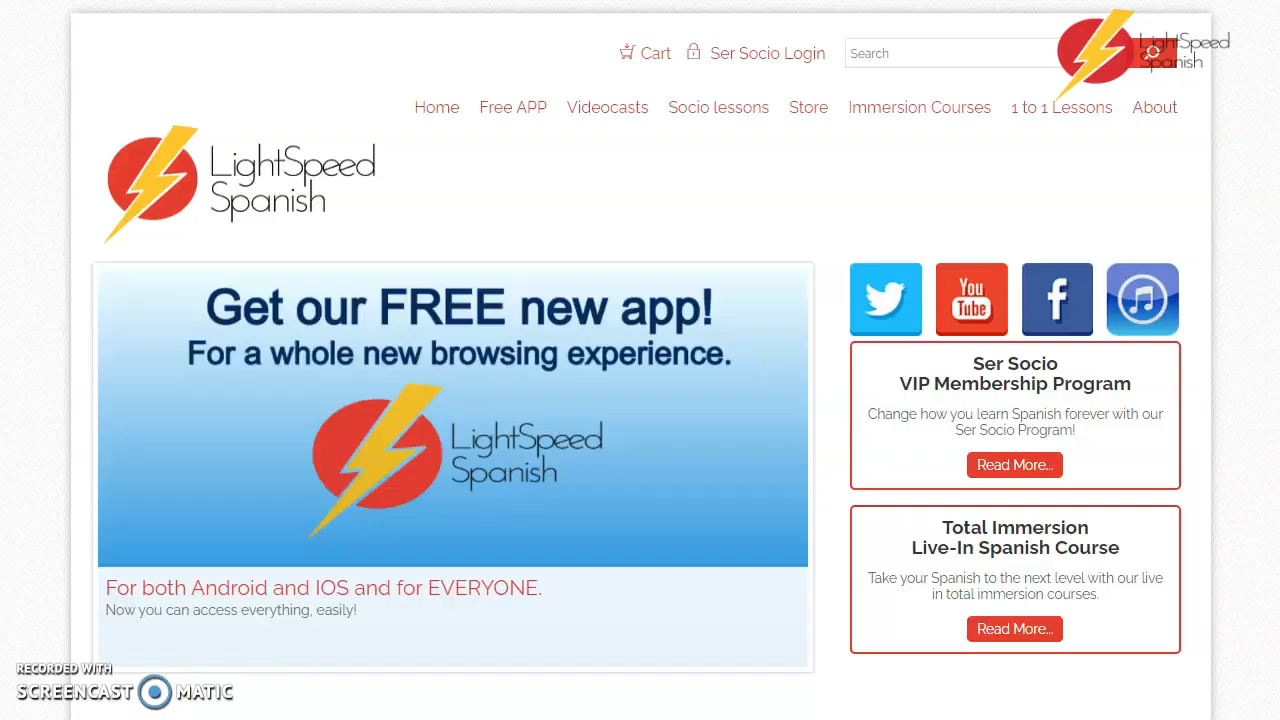 Cart
Ser Socio Login
Search
LightSpeed
Spanish
Home Free APP Videocasts Socio lessons Store Immersion Courses 1 to 1 Lessons About
LightSpeed
Spanish
Get our FREE new app!
For a whole new browsing experience.
LightSpeed
Spanish
For both Android and IOS and for EVERYONE.
Now you can access everything, easily!
You
Tube
f
Ser Socio
VIP Membership Program
Change how you learn Spanish forever with our
Ser Socio Program!
Read More...
Total Immersion
Live-In Spanish Course
Take your Spanish to the next level with our live
in total immersion courses.
Read More...
RECORDED WITH
SCREENCAST MATIC